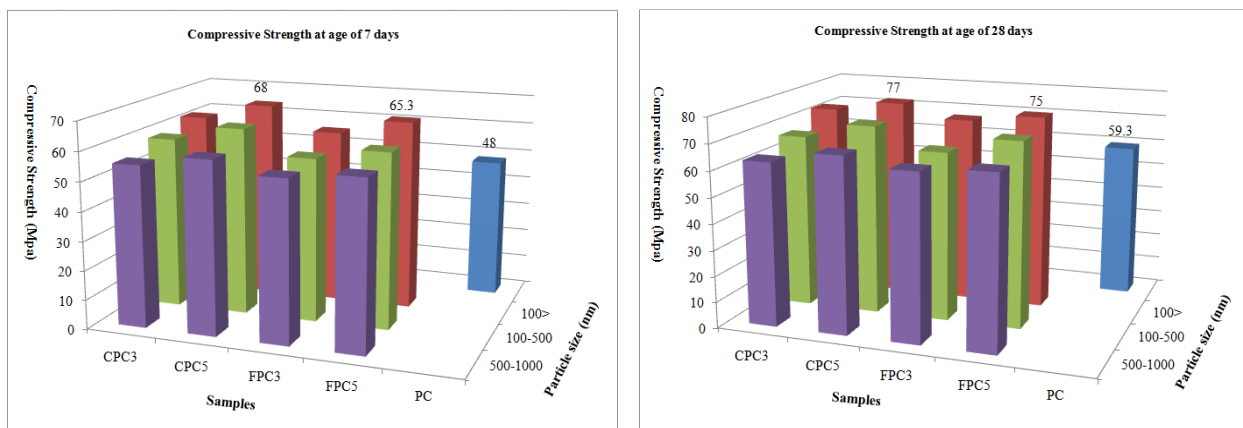 Compressive Strength at age of 7 days
Compressive Strength (Mpa)
70
60
50
40
30
20
10
0
68
65.3
48
CPC3
CPC5
FPC3
FPC5
PC
Samples
100>
100-500
500-1000
Particle size (nm)
Compressive Strength at age of 28 days
Compressive Strength (Mpa)
80
70
60
50
40
30
20
10
0
77
75
59.3
CPC3
CPC5
FPC3
FPC5
PC
Samples
100>
100-500
500-1000
Particle size (nm)